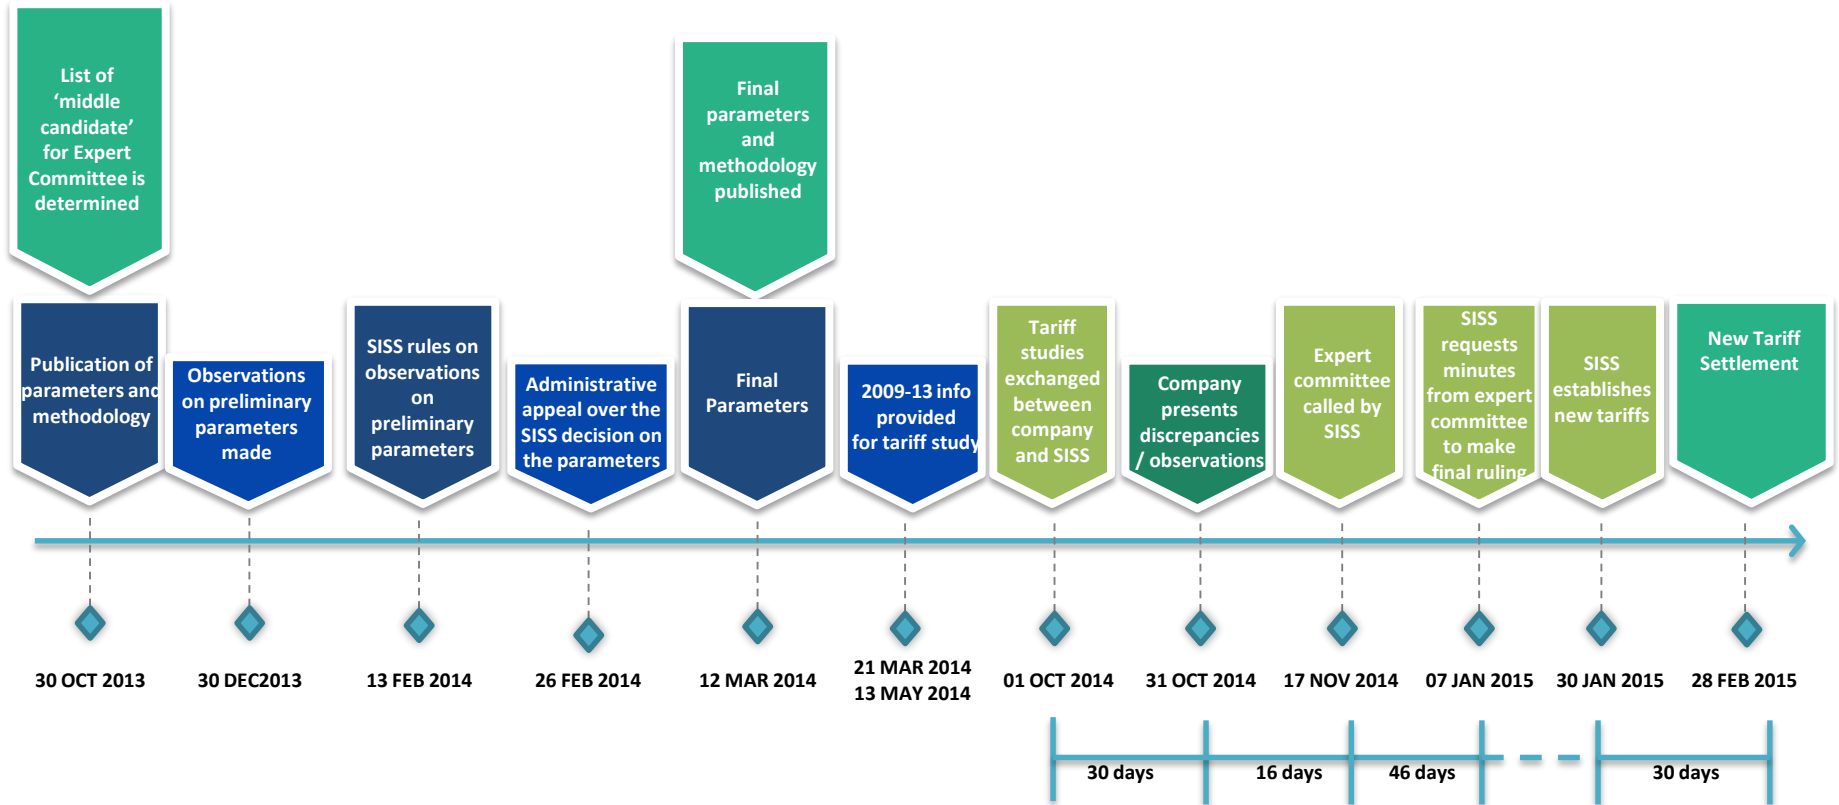 List of
‘middle
candidate’
for Expert
Committee is
determined
Final
parameters
and
methodology
published
Publication of
parameters and
methodology
Observations
on preliminary
parameters
made
SISS rules on
observations
on
preliminary
parameters
Administrative
appeal over the
SISS decision on
the parameters
Final
Parameters
2009-13 info
provided
for tariff study
Tariff
studies
exchanged
between
company
and SISS
Company
presents
discrepancies
/ observations
Expert
committee
called by
SISS
SISS
requests
minutes
from expert
committee
to make
final ruling
SISS
establishes
new tariffs
New Tariff
Settlement
30 OCT 2013
30 DEC2013
13 FEB 2014
26 FEB 2014
12 MAR 2014
21 MAR 2014
13 MAY 2014
01 OCT 2014
31 OCT 2014
17 NOV 2014
07 JAN 2015
30 JAN 2015
28 FEB 2015
30 days
16 days
46 days
30 days